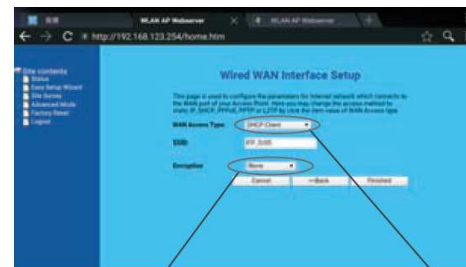 WLAN AP Webserver
WLAN AP Webserver
http://192.168.123.254/home.htm
Site contents
Status
Easy Setup Wizard
Site Survey
Advanced Mode
Factory Reset
Logout
Wired WAN Interface Setup
This page is used to configure the parameters for Internet network which connects to
the WAN port of your Access Point. Here you may change the access method to
static IP, DHCP, PPPoE, PPTP or L2TP by click the item value of WAN Access type.
WAN Access Type:
DHCP Client
SSID:
Encryption
None
Cancel
<<Back
Finished